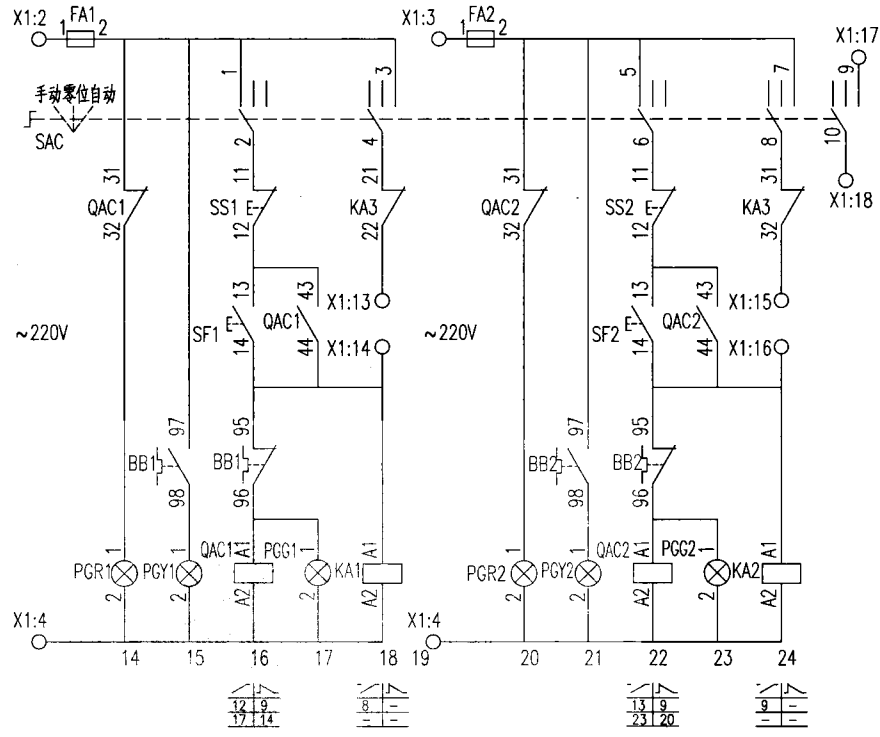 X1:2 FA1 1 2 X1:3 FA2 1 2 X1:17
1 3 5 7 9
手动零位自动
SAC 2 4 6 8 10
X1:18
31 11 21 31 11 31
QAC1 SS1 E KA3 QAC2 SS2 E KA3
32 12 22 32 12 32
13 43 X1:13 13 43 X1:15
~220V SF1 E QAC1 ~220V SF2 E QAC2
14 44 X1:14 14 44 X1:16
97 95 97 95
BB1 BB1 BB2 BB2
98 96 98 96
QAC1 PGG1 QAC2 PGG2
1 1 A1 1 A1 1 1 A1 1 A1
PGR1 PGY1 KA1 PGR2 PGY2 KA2
2 2 A2 2 A2 2 2 A2 2 A2
X1:4 X1:4
14 15 16 17 18 19 20 21 22 23 24
12 9 8 - 13 9 9 -
17 14 - - 23 20 - -